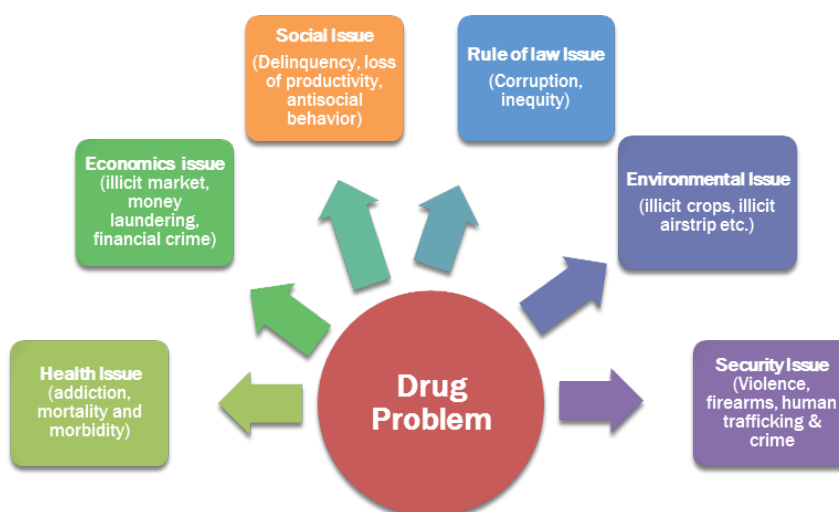 Social Issue
(Delinquency, loss
of productivity,
antisocial
behavior)
Rule of law Issue
(Corruption,
inequity)
Economics issue
(illicit market,
money
laundering,
financial crime)
Environmental Issue
(illicit crops, illicit
airstrip etc.)
Health Issue
(addiction,
mortality and
morbidity)
Drug
Problem
Security Issue
(Violence,
firearms, human
trafficking &
crime